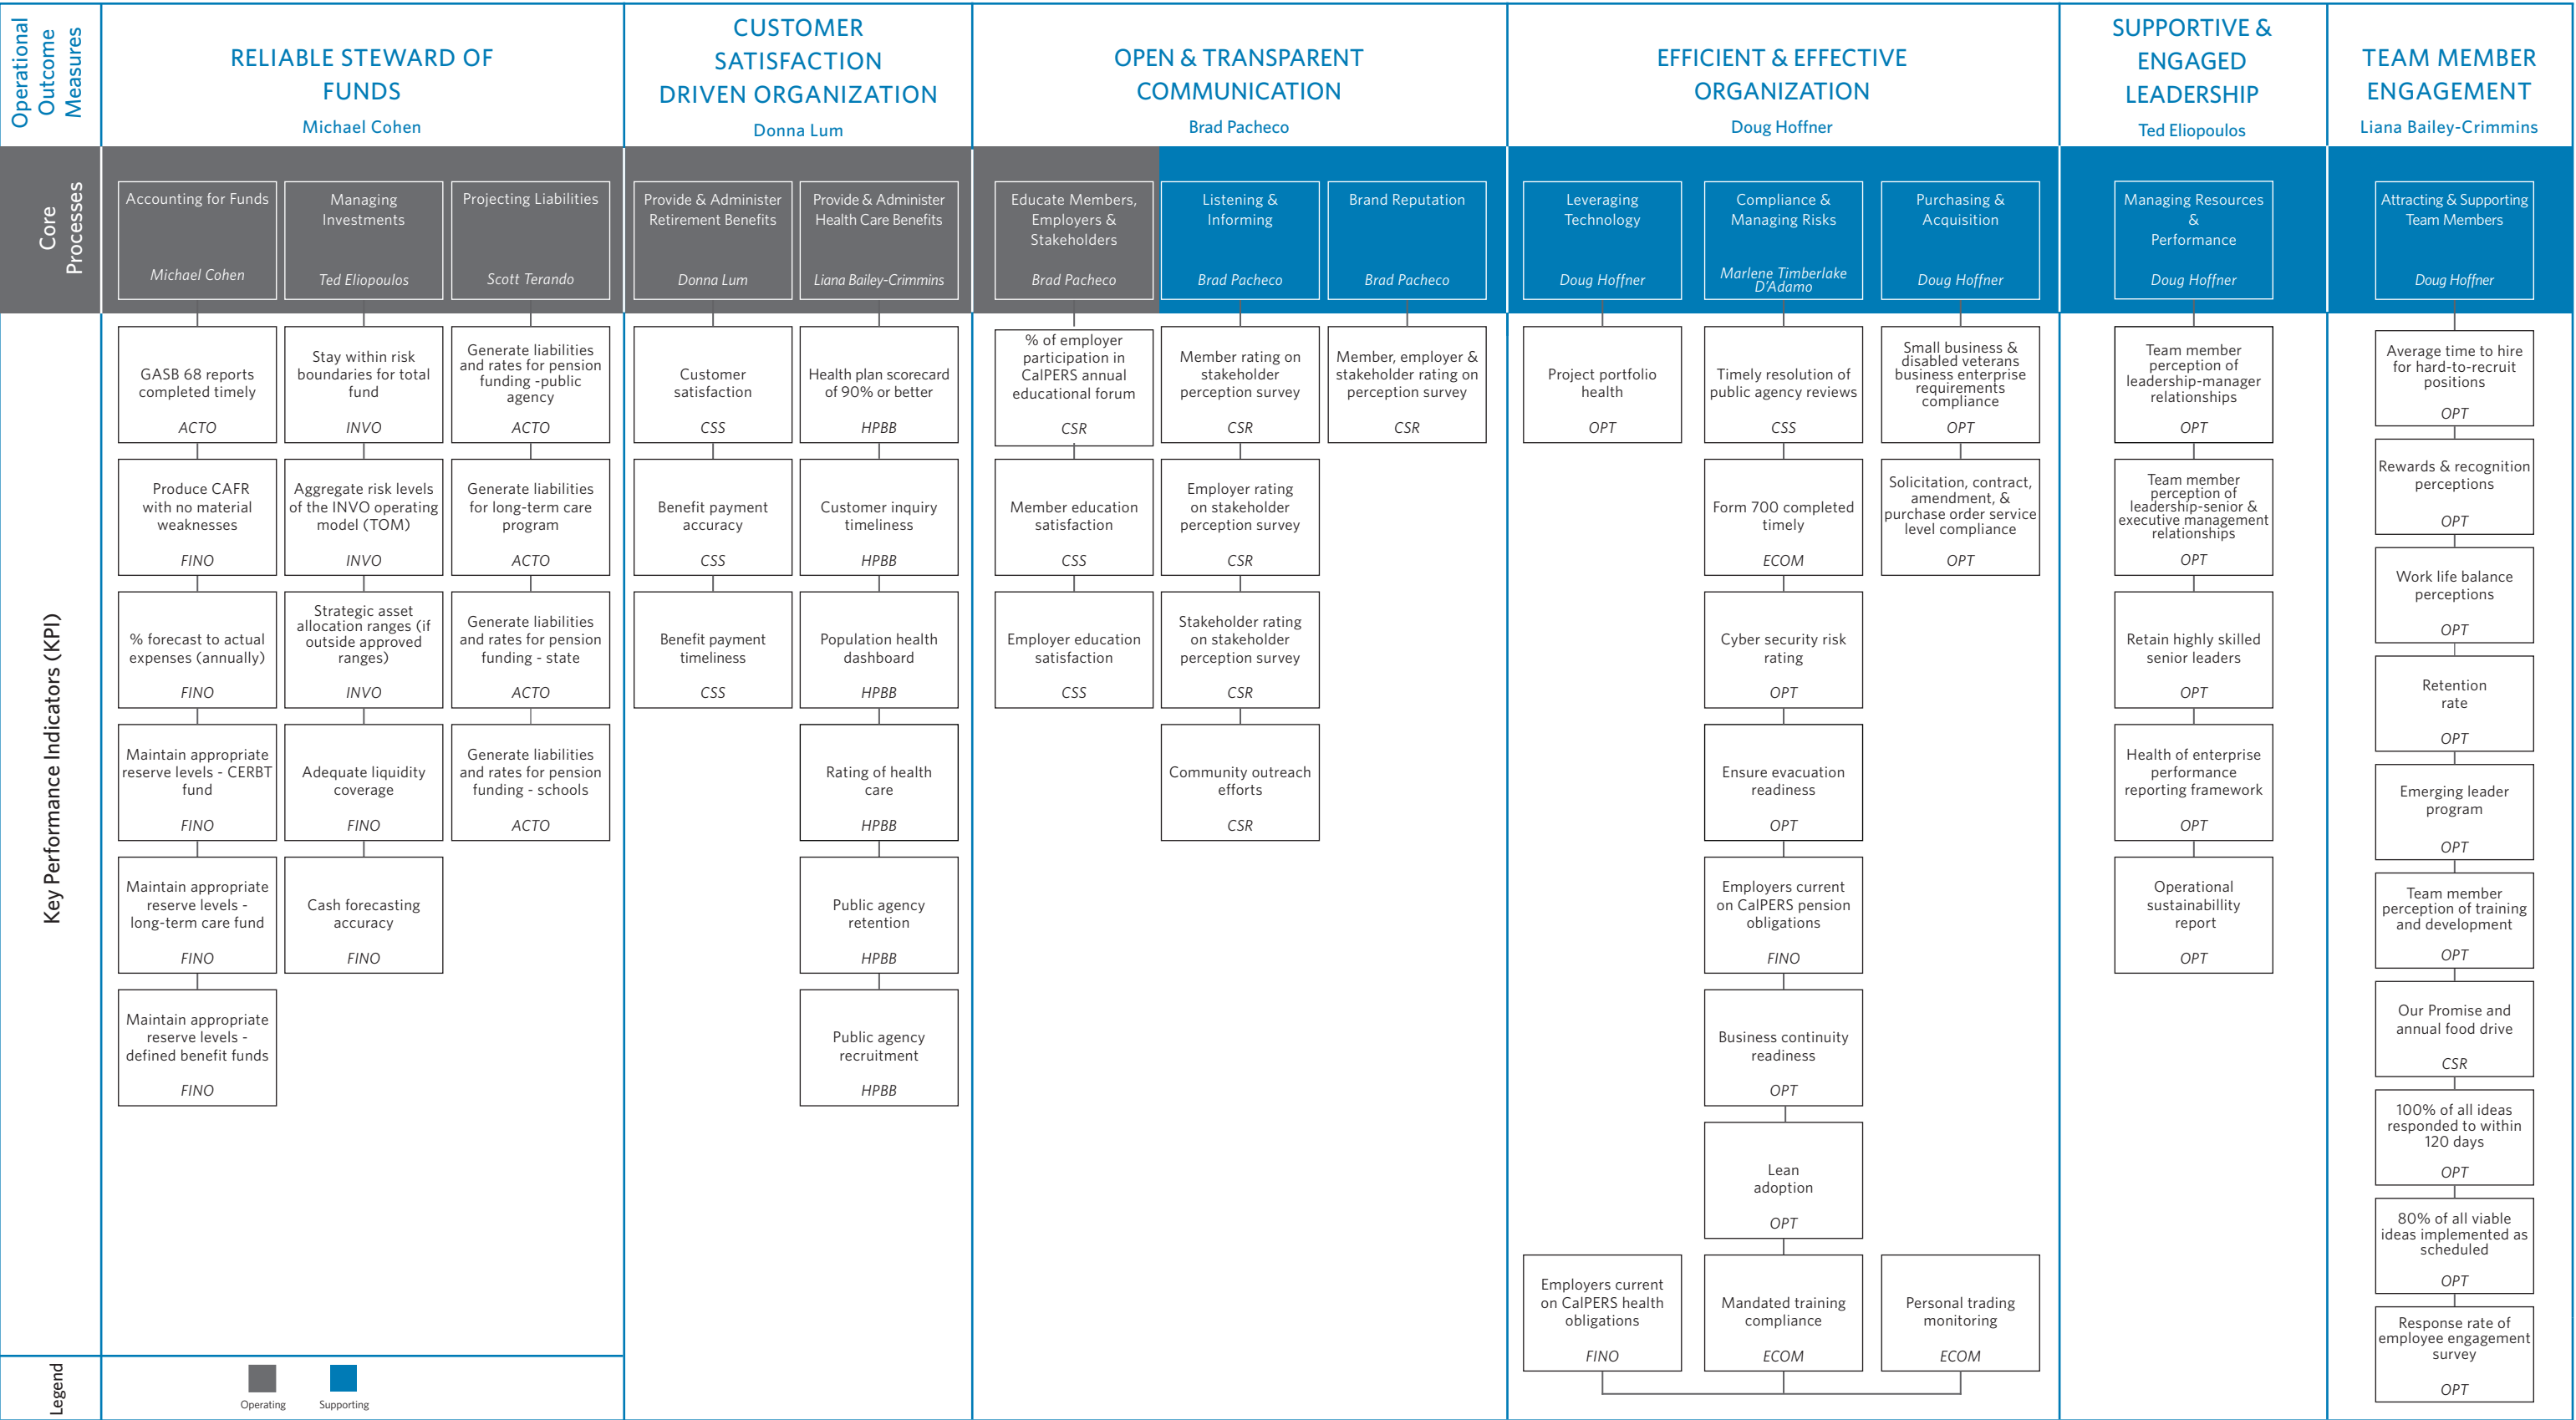 Operational
Outcome
Measures
RELIABLE STEWARD OF
FUNDS
Michael Cohen
CUSTOMER
SATISFACTION
DRIVEN ORGANIZATION
Donna Lum
OPEN & TRANSPARENT
COMMUNICATION
Brad Pacheco
EFFICIENT & EFFECTIVE
ORGANIZATION
Doug Hoffner
SUPPORTIVE &
ENGAGED
LEADERSHIP
Ted Eliopoulos
TEAM MEMBER
ENGAGEMENT
Liana Bailey-Crimmins
Core
Processes
Accounting for Funds
Michael Cohen
Managing
Investments
Ted Eliopoulos
Projecting Liabilities
Scott Terando
Provide & Administer
Retirement Benefits
Donna Lum
Provide & Administer
Health Care Benefits
Liana Bailey-Crimmins
Educate Members,
Employers &
Stakeholders
Brad Pacheco
Listening &
Informing
Brad Pacheco
Brand Reputation
Brad Pacheco
Leveraging
Technology
Doug Hoffner
Compliance &
Managing Risks
Marlene Timberlake
D'Adamo
Purchasing &
Acquisition
Doug Hoffner
Managing Resources
&
Performance
Doug Hoffner
Attracting & Supporting
Team Members
Doug Hoffner
Key Performance Indicators (KPI)
GASB 68 reports
completed timely
ACTO
Produce CAFR
with no material
weaknesses
FINO
% forecast to actual
expenses (annually)
FINO
Maintain appropriate
reserve levels - CERBT
fund
FINO
Maintain appropriate
reserve levels -
long-term care fund
FINO
Maintain appropriate
reserve levels -
defined benefit funds
FINO
Stay within risk
boundaries for total
fund
INVO
Aggregate risk levels
of the INVO operating
model (TOM)
INVO
Strategic asset
allocation ranges (if
outside approved
ranges)
INVO
Adequate liquidity
coverage
FINO
Cash forecasting
accuracy
FINO
Generate liabilities
and rates for pension
funding -public
agency
ACTO
Generate liabilities
for long-term care
program
ACTO
Generate liabilities
and rates for pension
funding - state
ACTO
Generate liabilities
and rates for pension
funding - schools
ACTO
Customer
satisfaction
CSS
Benefit payment
accuracy
CSS
Benefit payment
timeliness
CSS
Health plan scorecard
of 90% or better
HPBB
Customer inquiry
timeliness
HPBB
Population health
dashboard
HPBB
Rating of health
care
HPBB
Public agency
retention
HPBB
Public agency
recruitment
HPBB
% of employer
participation in
CalPERS annual
educational forum
CSR
Member education
satisfaction
CSS
Employer education
satisfaction
CSS
Member rating on
stakeholder
perception survey
CSR
Employer rating
on stakeholder
perception survey
CSR
Stakeholder rating
on stakeholder
perception survey
CSR
Community outreach
efforts
CSR
Member, employer &
stakeholder rating on
perception survey
CSR
Project portfolio
health
OPT
Timely resolution of
public agency reviews
CSS
Form 700 completed
timely
ECOM
Cyber security risk
rating
OPT
Ensure evacuation
readiness
OPT
Employers current
on CalPERS pension
obligations
FINO
Business continuity
readiness
OPT
Lean
adoption
OPT
Employers current
on CalPERS health
obligations
FINO
Mandated training
compliance
ECOM
Personal trading
monitoring
ECOM
Small business &
disabled veterans
business enterprise
requirements
compliance
OPT
Solicitation, contract,
amendment, &
purchase order service
level compliance
OPT
Team member
perception of
leadership-manager
relationships
OPT
Team member
perception of
leadership-senior &
executive management
relationships
OPT
Retain highly skilled
senior leaders
OPT
Health of enterprise
performance
reporting framework
OPT
Operational
sustainabillity
report
OPT
Average time to hire
for hard-to-recruit
positions
OPT
Rewards & recognition
perceptions
OPT
Work life balance
perceptions
OPT
Retention
rate
OPT
Emerging leader
program
OPT
Team member
perception of training
and development
OPT
Our Promise and
annual food drive
CSR
100% of all ideas
responded to within
120 days
OPT
80% of all viable
ideas implemented as
scheduled
OPT
Response rate of
employee engagement
survey
OPT
Legend
Operating
Supporting